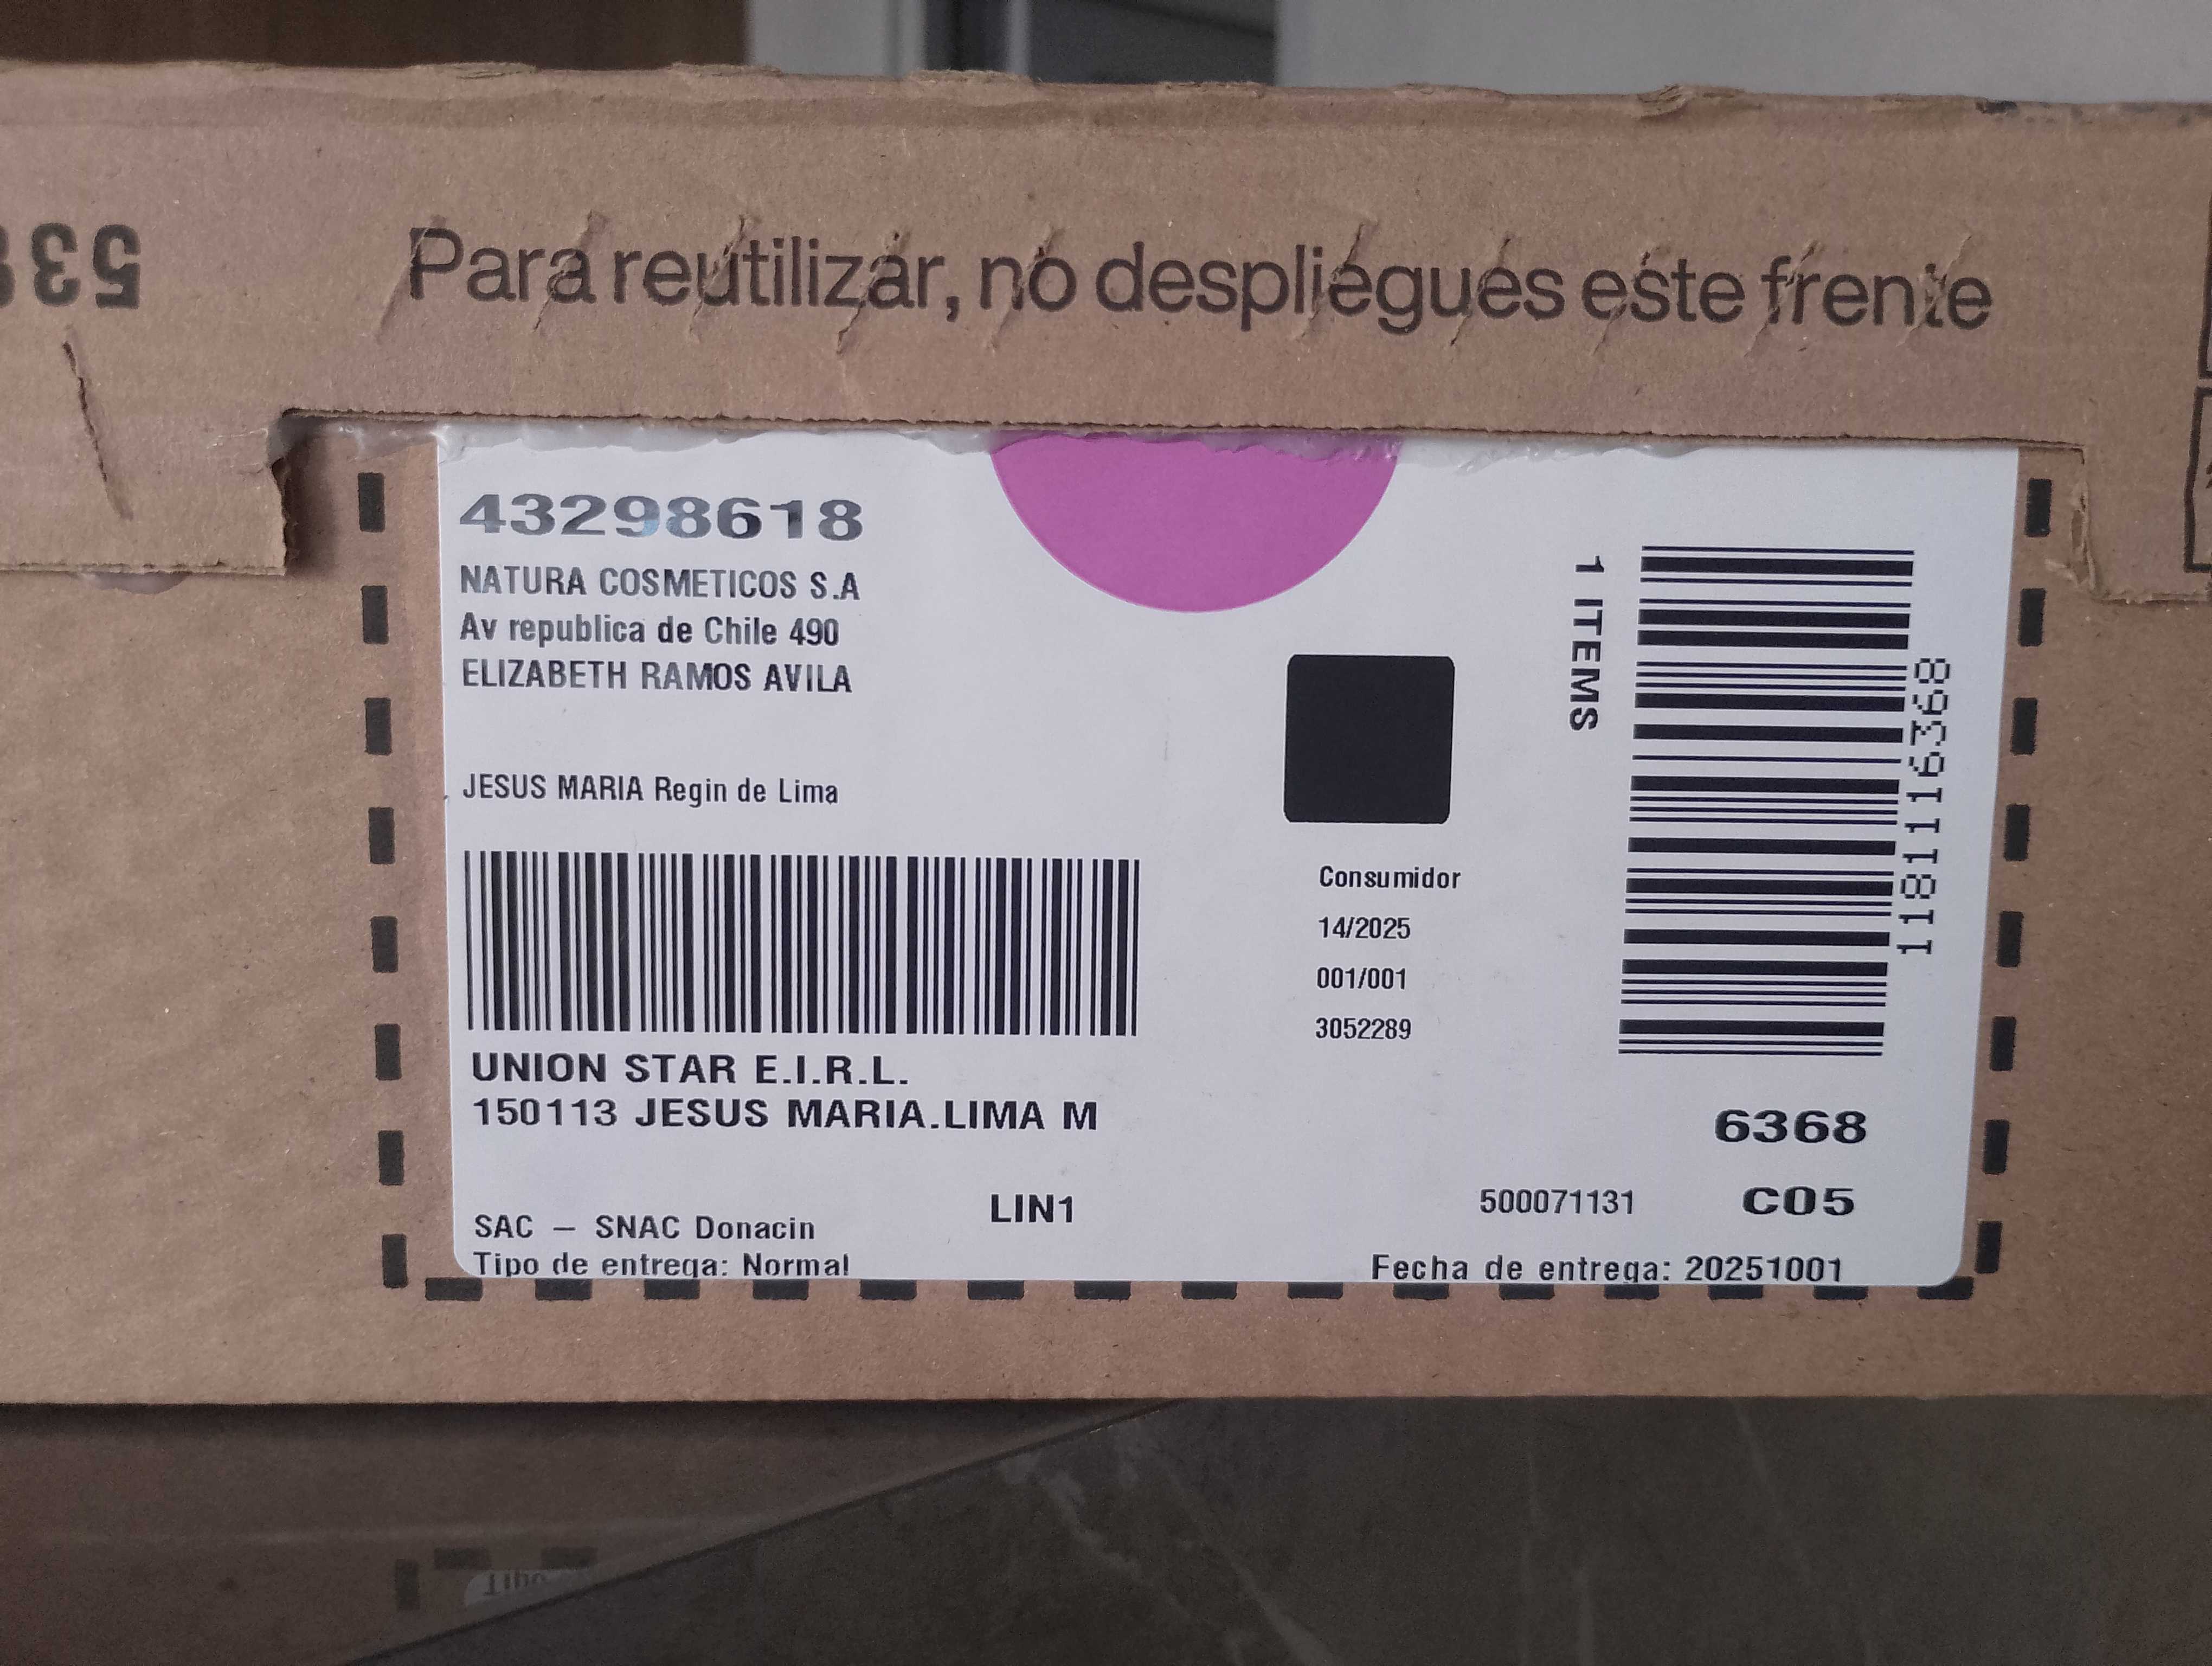 Para reutilizar, no despliegues este frente
43298618
NATURA COSMETICOS S.A
Av republica de Chile 490
ELIZABETH RAMOS AVILA
JESUS MARIA Regin de Lima
UNION STAR E.I.R.L.
150113 JESUS MARIA.LIMA M
SAC – SNAC Donacin
Tipo de entrega: Normal
LIN1
Consumidor
14/2025
001/001
3052289
1 ITEMS
1181116368
6368
500071131
C05
Fecha de entrega: 20251001